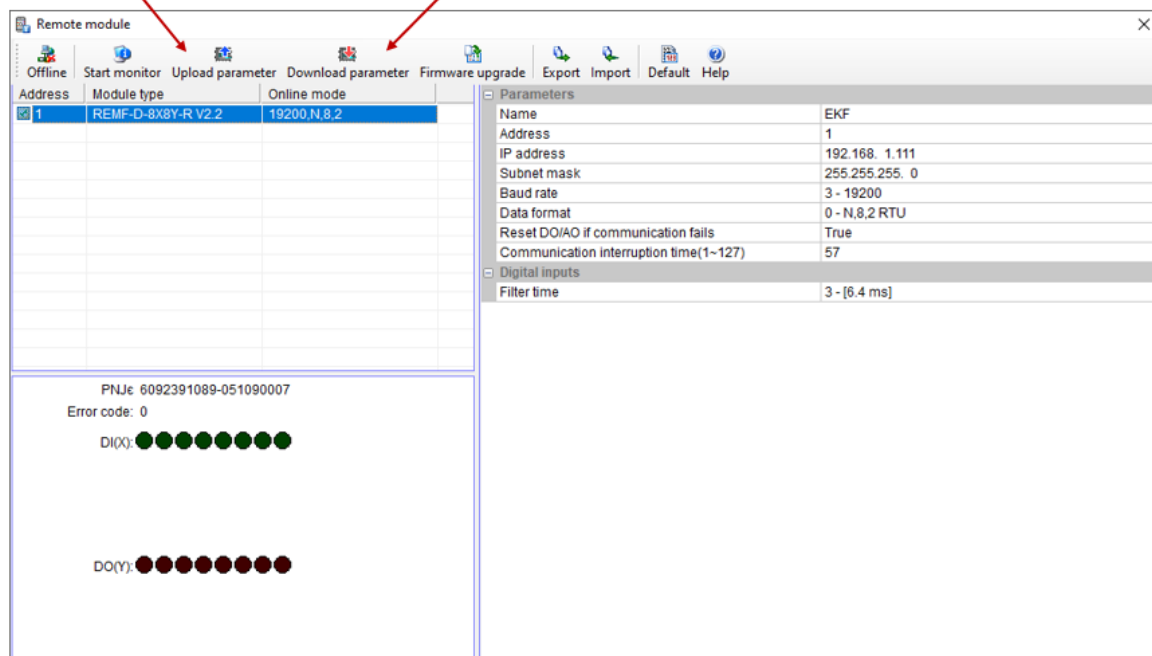 Remote module
Offline Start monitor Upload parameter Download parameter Firmware upgrade Export Import Default Help
Address Module type Online mode
1 REMF-D-8X8Y-R V2.2 19200,N,8,2
PNJє 6092391089-051090007
Error code: 0
DI(X):
DO(Y):
Parameters
Name EKF
Address 1
IP address 192.168. 1.111
Subnet mask 255.255.255. 0
Baud rate 3 - 19200
Data format 0 - N,8,2 RTU
Reset DO/AO if communication fails True
Communication interruption time(1~127) 57
Digital inputs
Filter time 3 - [6.4 ms]